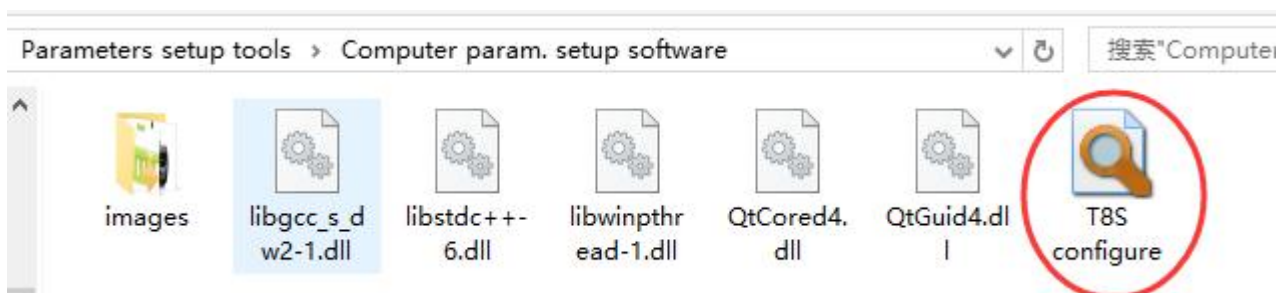 Parameters setup tools > Computer param. setup software
搜索"Computer
images
libgcc_s_d
w2-1.dll
libstdc++-
6.dll
libwinpthr
ead-1.dll
QtCored4.
dll
QtGuid4.dl
l
T8S
configure